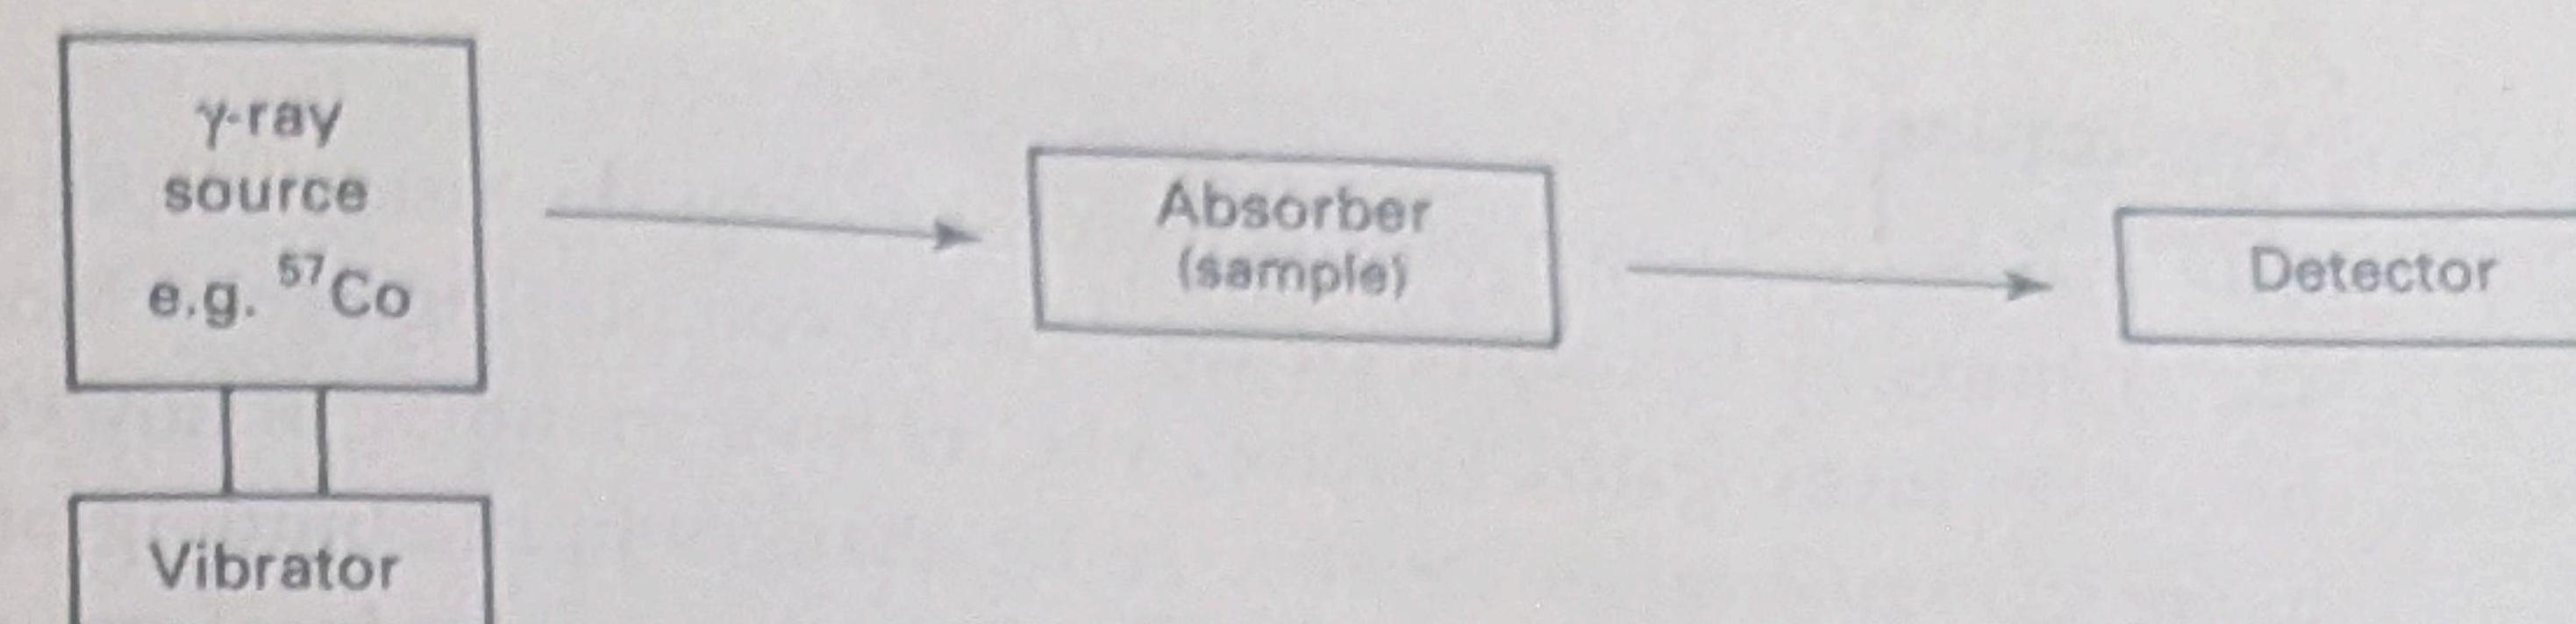 γ-ray
source
e.g. ⁵⁷Co
Absorber
(sample)
Detector
Vibrator